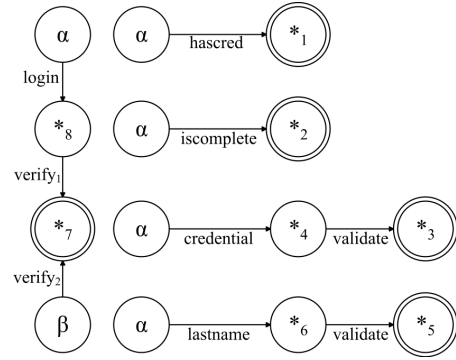 α α hascred *₁
login
*₈ α iscomplete *₂
verify₁
*₇ α credential *₄ validate *₃
verify₂
β α lastname *₆ validate *₅